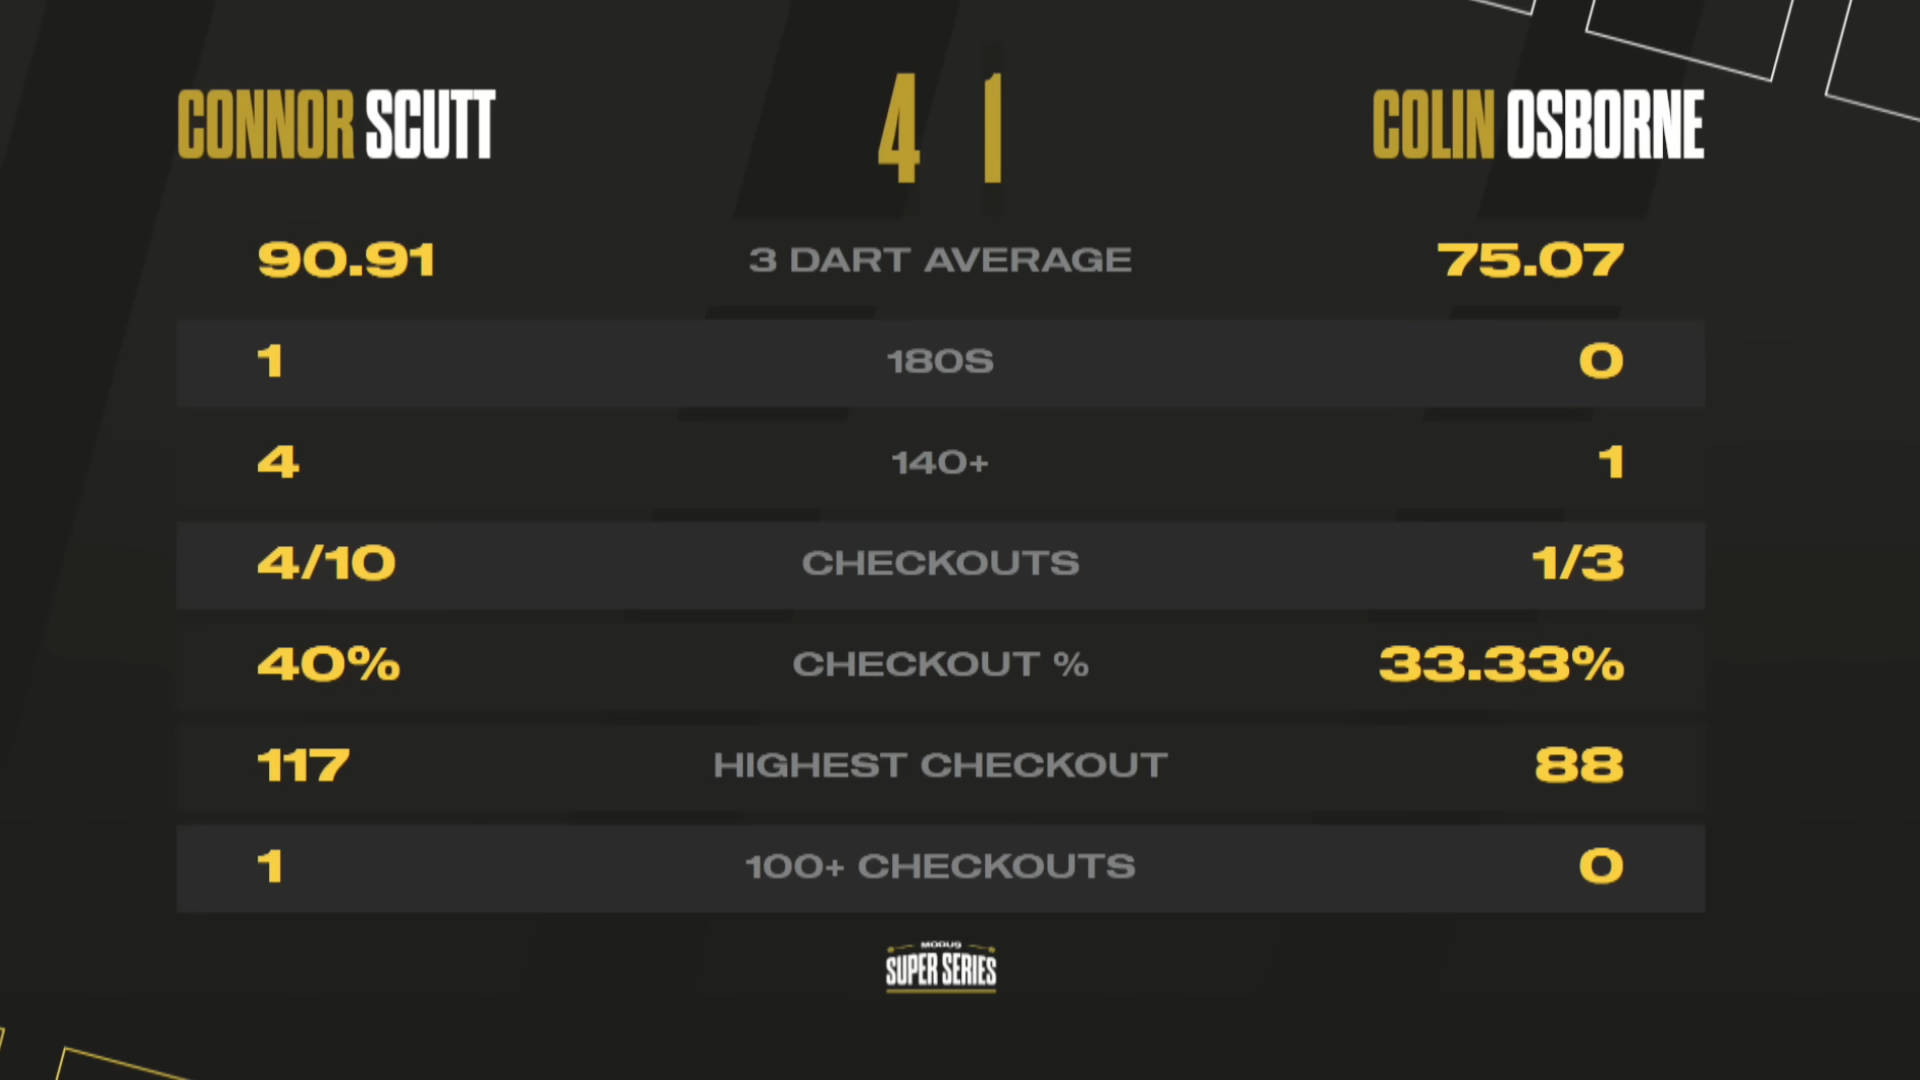 CONNOR SCUTT 4 1 COLIN OSBORNE
90.91 3 DART AVERAGE 75.07
1 180S 0
4 140+ 1
4/10 CHECKOUTS 1/3
40% CHECKOUT % 33.33%
117 HIGHEST CHECKOUT 88
1 100+ CHECKOUTS 0
MODUS
SUPER SERIES